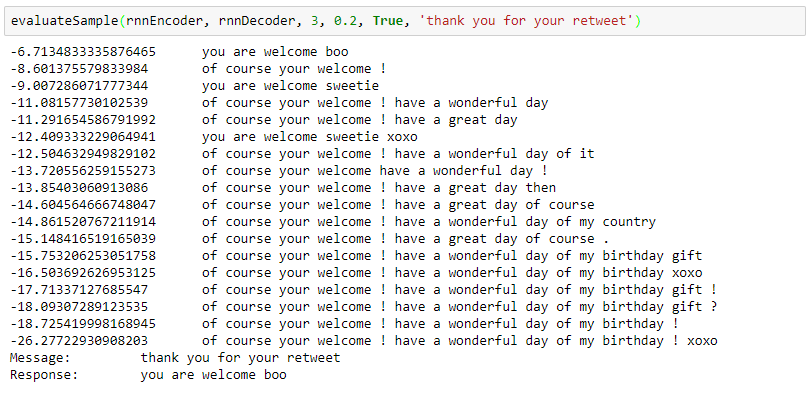 evaluateSample(rnnEncoder, rnnDecoder, 3, 0.2, True, 'thank you for your retweet')
-6.7134833335876465 you are welcome boo
-8.601375579833984 of course your welcome !
-9.007286071777344 you are welcome sweetie
-11.08157730102539 of course your welcome ! have a wonderful day
-11.291654586791992 of course your welcome ! have a great day
-12.409333229064941 you are welcome sweetie xoxo
-12.504632949829102 of course your welcome ! have a wonderful day of it
-13.720556259155273 of course your welcome have a wonderful day !
-13.85403060913086 of course your welcome ! have a great day then
-14.604564666748047 of course your welcome ! have a great day of course
-14.861520767211914 of course your welcome ! have a wonderful day of my country
-15.148416519165039 of course your welcome ! have a great day of course .
-15.753206253051758 of course your welcome ! have a wonderful day of my birthday gift
-16.503692626953125 of course your welcome ! have a wonderful day of my birthday xoxo
-17.71337127685547 of course your welcome ! have a wonderful day of my birthday gift !
-18.09307289123535 of course your welcome ! have a wonderful day of my birthday gift ?
-18.725419998168945 of course your welcome ! have a wonderful day of my birthday !
-26.27722930908203 of course your welcome ! have a wonderful day of my birthday ! xoxo
Message: thank you for your retweet
Response: you are welcome boo